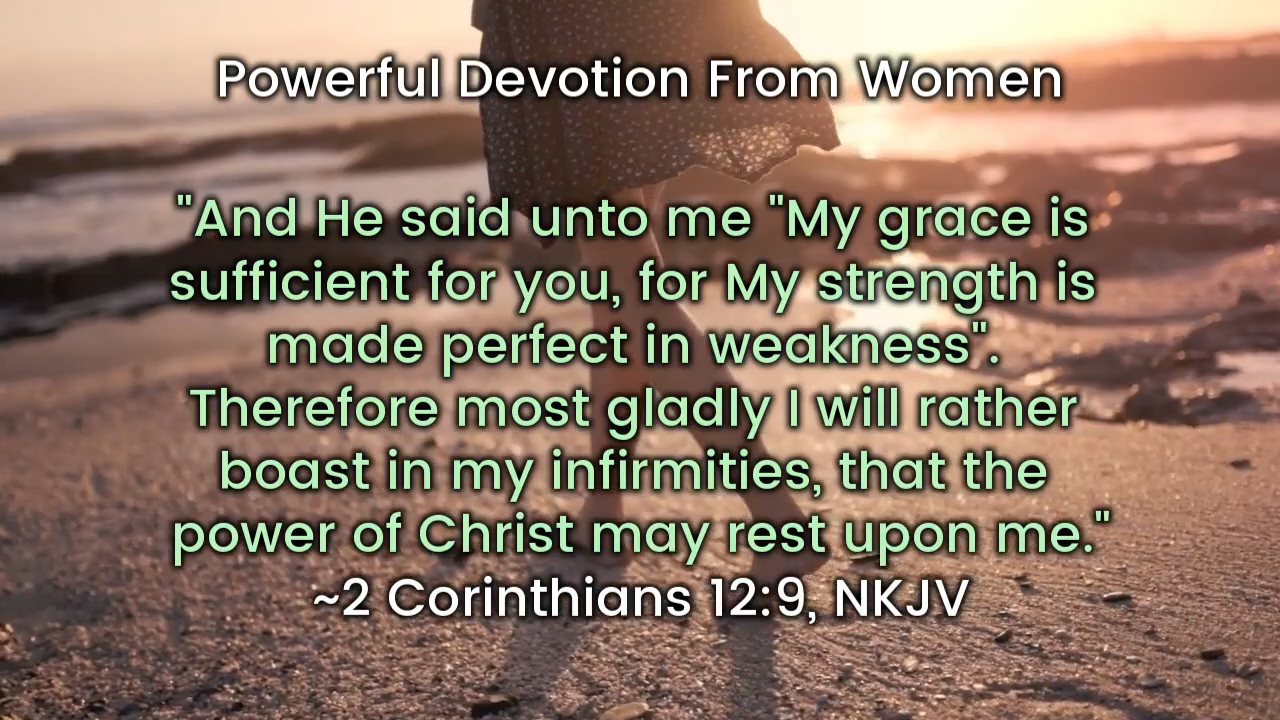 Powerful Devotion From Women
"And He said unto me "My grace is
sufficient for you, for My strength is
made perfect in weakness".
Therefore most gladly I will rather
boast in my infirmities, that the
power of Christ may rest upon me."
~2 Corinthians 12:9, NKJV